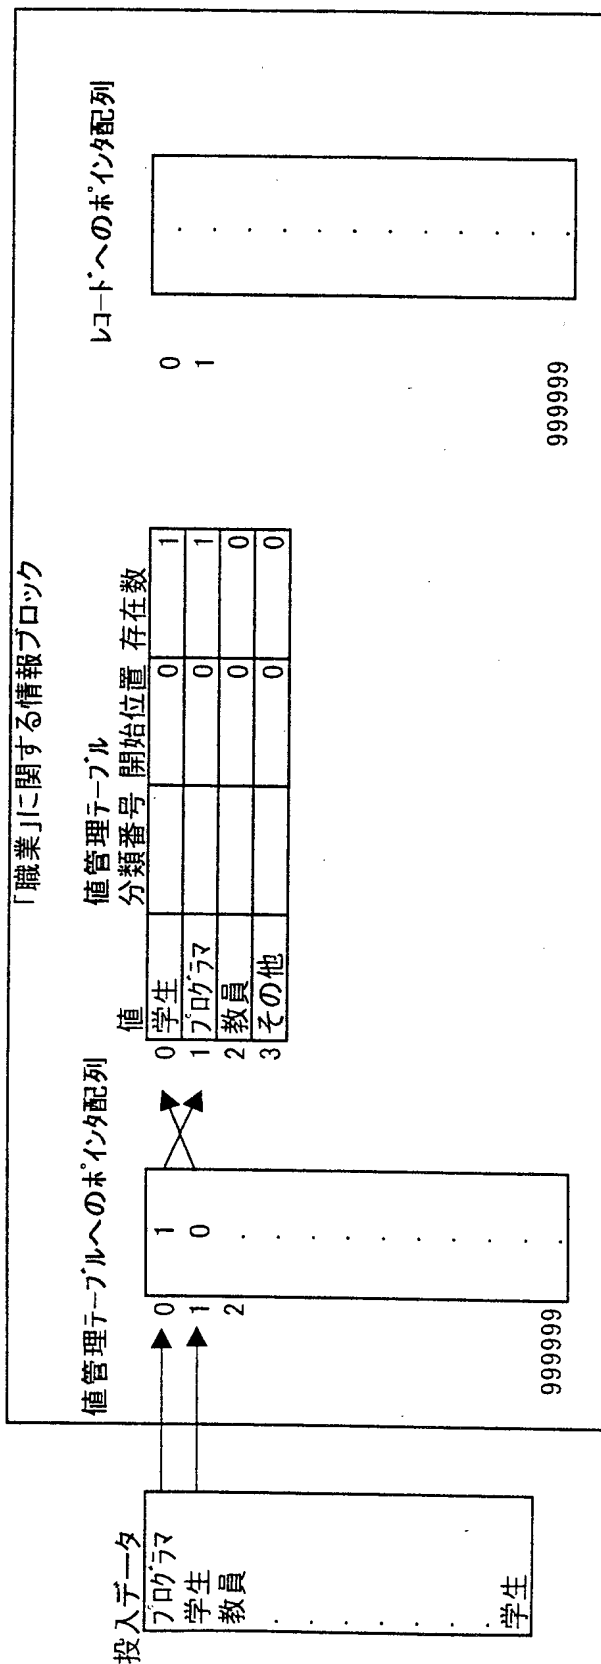 「職業」に関する情報ブロック
投入データ
プログラマ
学生
教員
学生
値管理テーブルへのポインタ配列
0 1
1 0
2
999999
値管理テーブル
値 分類番号 開始位置 存在数
0 学生 0 1
1 プログラマ 0 1
2 教員 0 0
3 その他 0 0
レコードへのポインタ配列
0
1
999999